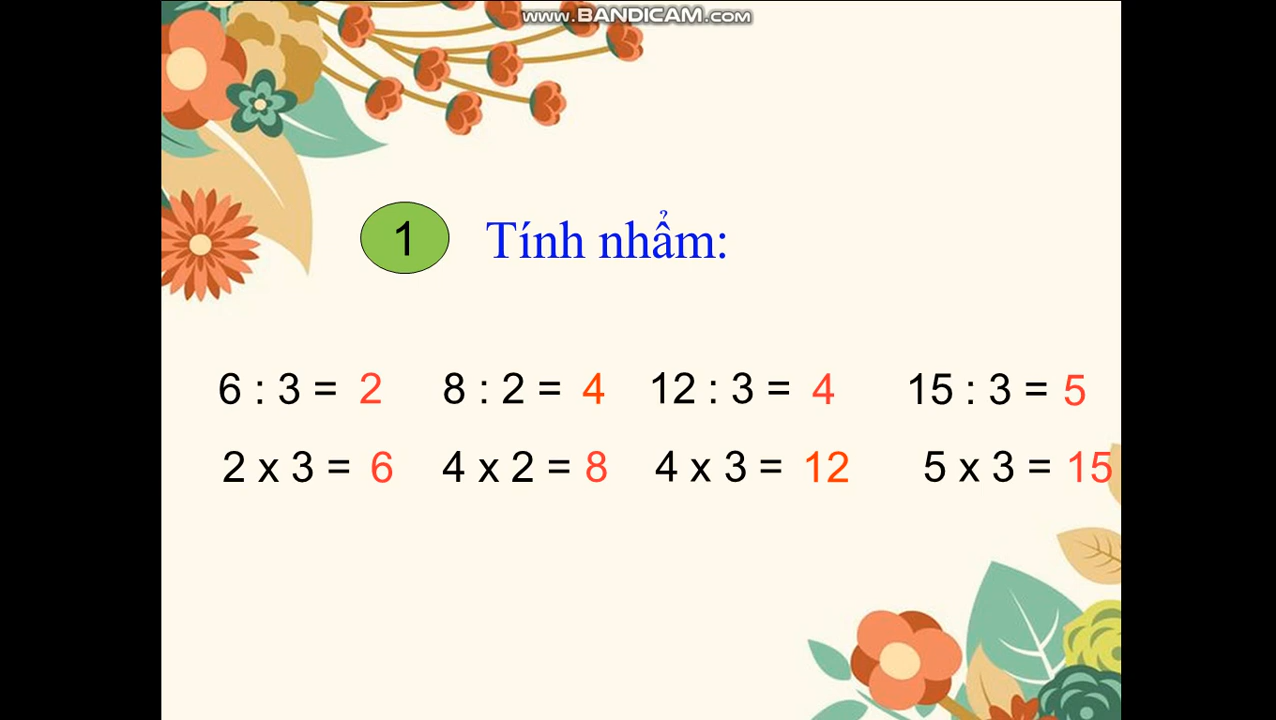 www.BANDICAM.com
1 Tính nhẩm:
6 : 3 = 2 8 : 2 = 4 12 : 3 = 4 15 : 3 = 5
2 x 3 = 6 4 x 2 = 8 4 x 3 = 12 5 x 3 = 15